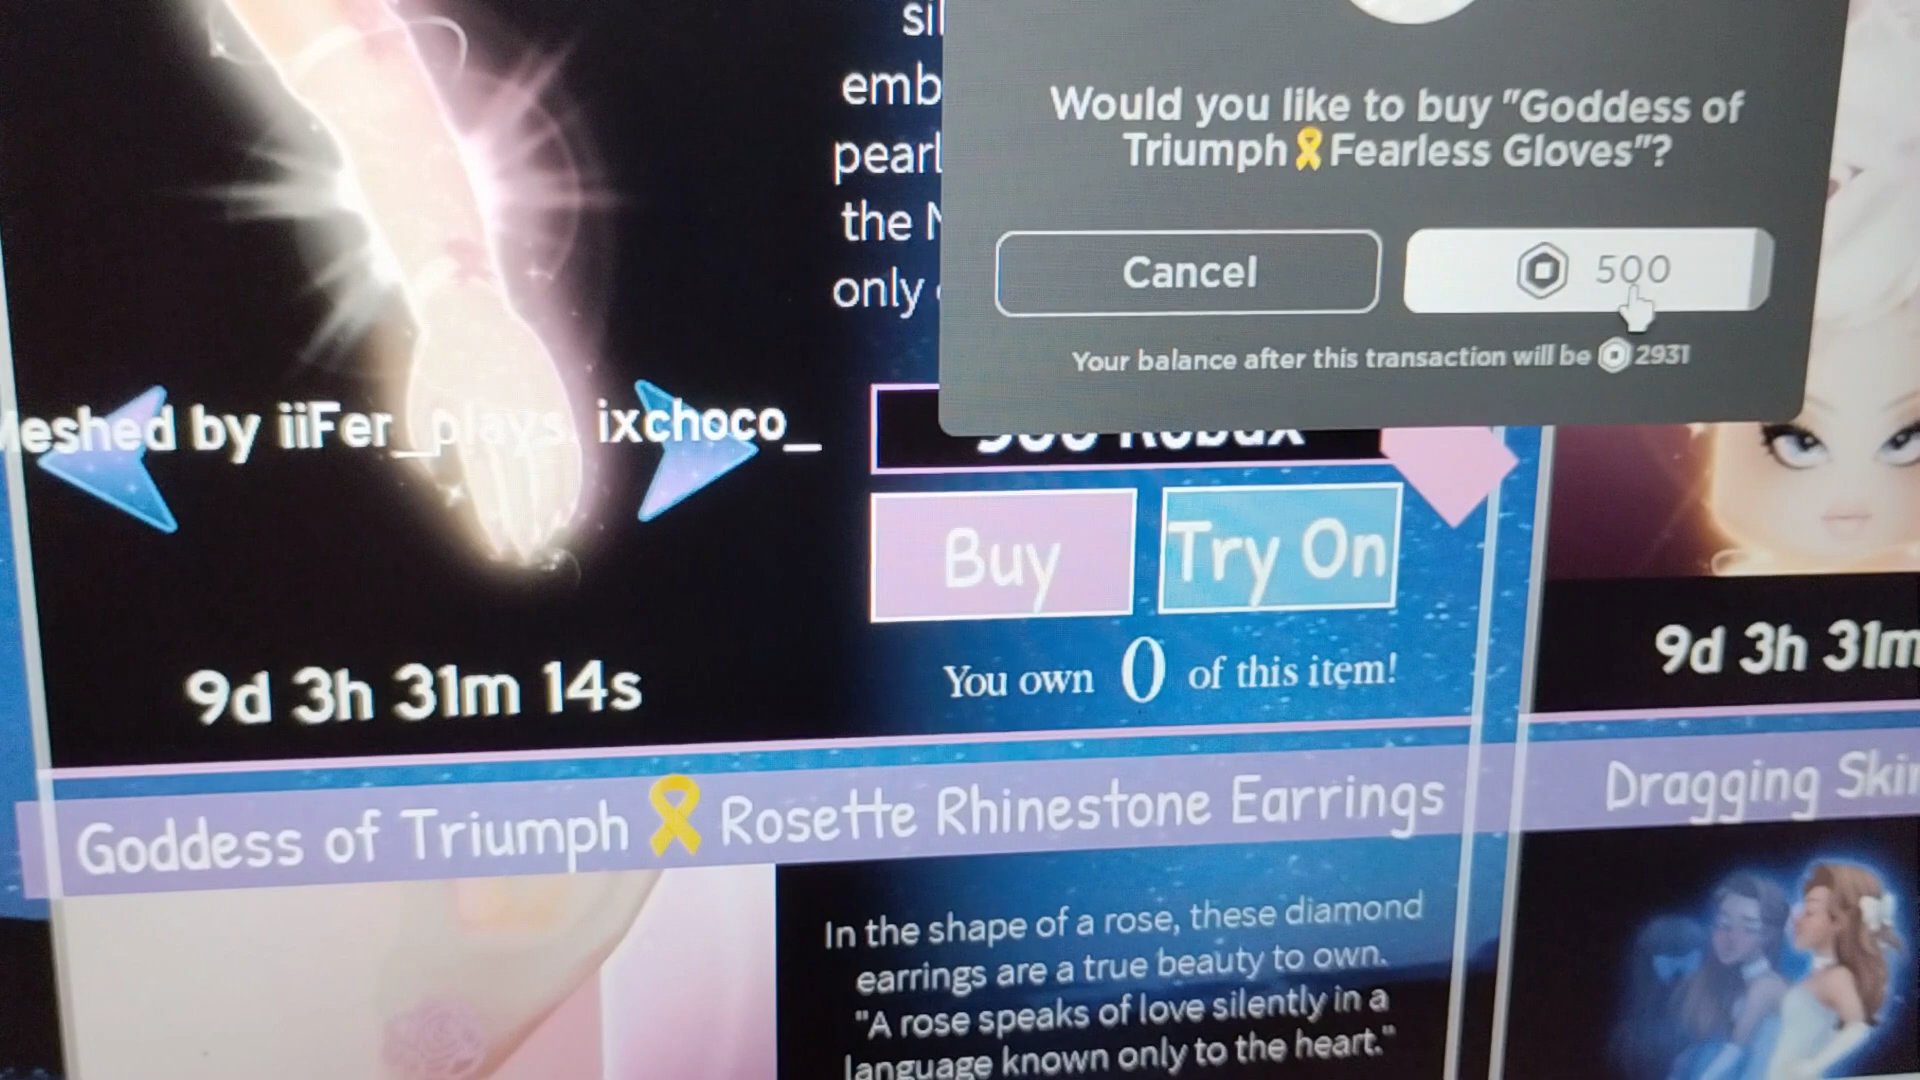 Would you like to buy "Goddess of
Triumph🎗Fearless Gloves"?
Cancel
500
Your balance after this transaction will be 2931
emb
pearl
the
only
by iiFer_plays, ixchoco_
500 Robux
Buy
Try On
9d 3h 31m 14s
You own 0 of this item!
9d 3h 31m
Goddess of Triumph 🎗 Rosette Rhinestone Earrings
Dragging
In the shape of a rose, these diamond
earrings are a true beauty to own.
"A rose speaks of love silently in a
language known only to the heart."